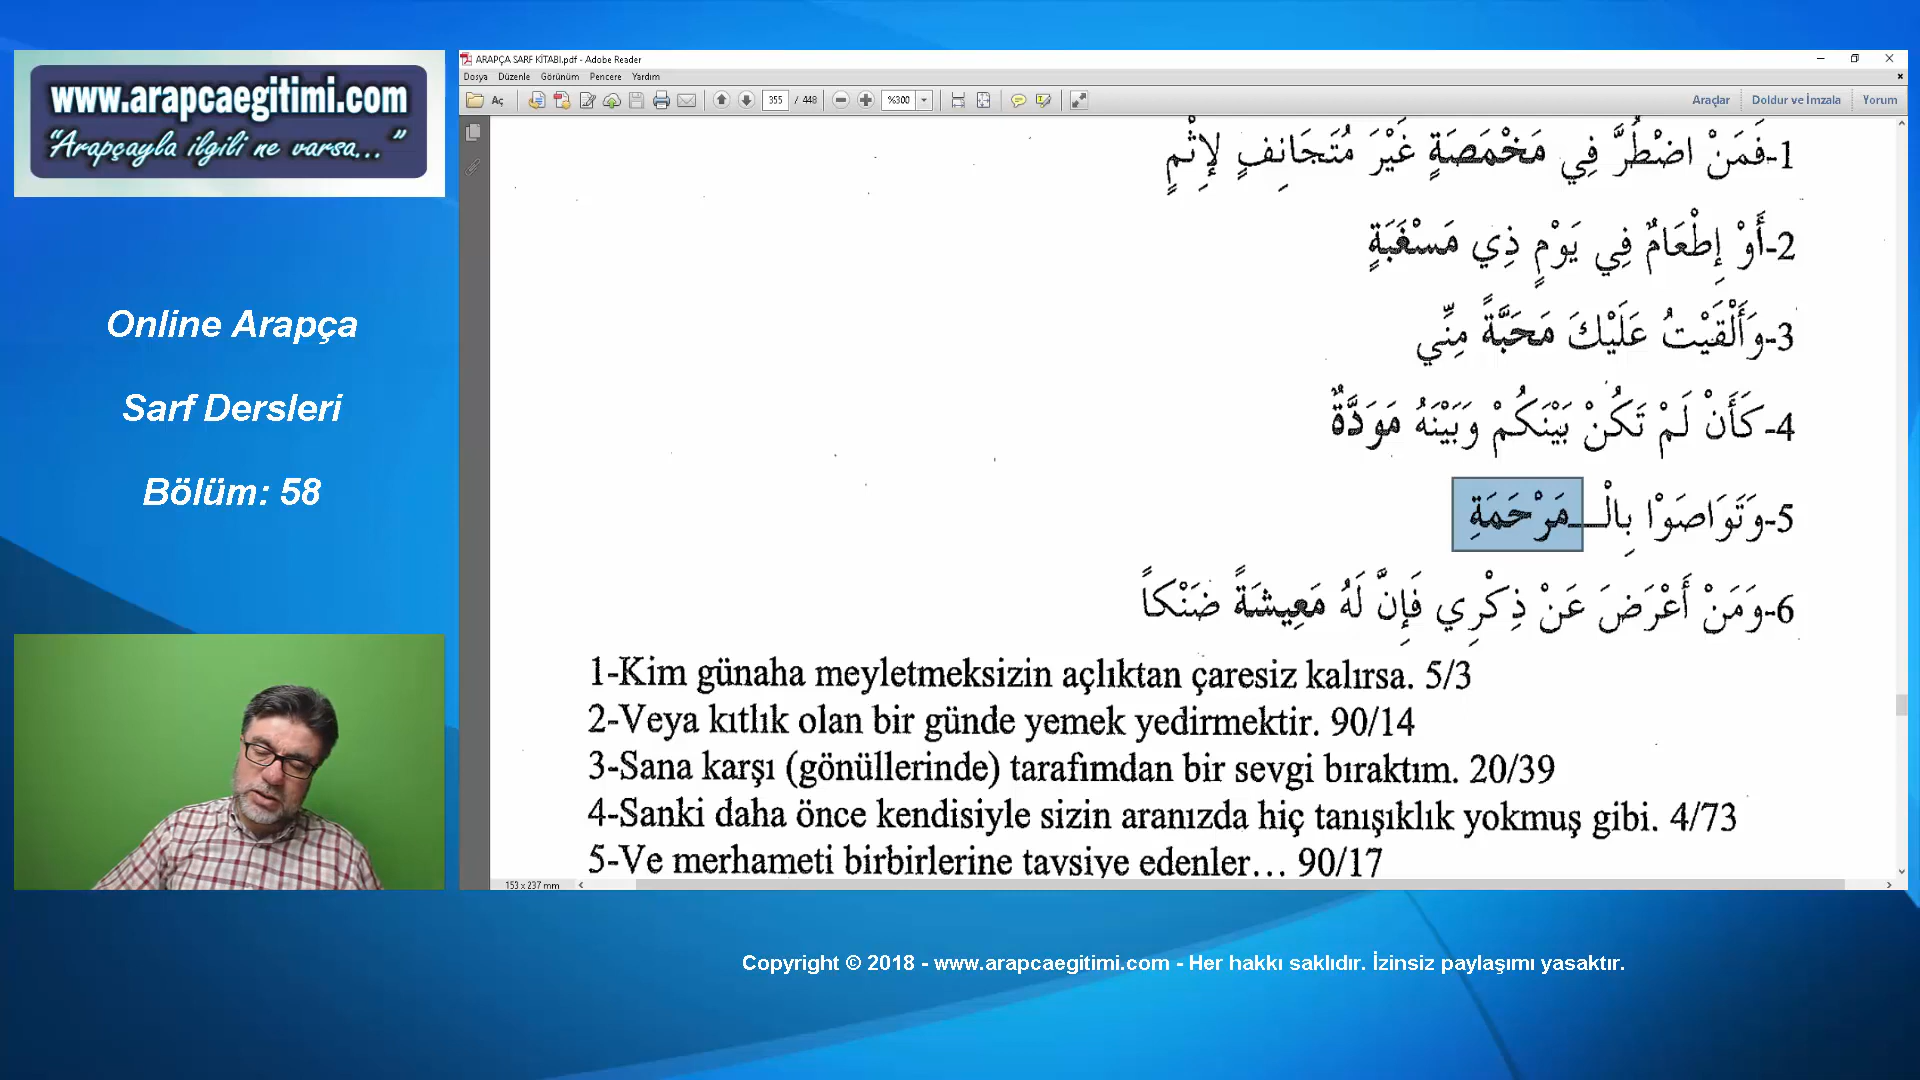 www.arapcaegitimi.com
“Arapçayla ilgili ne varsa...”
Online Arapça
Sarf Dersleri
Bölüm: 58
ARAPÇA SARF KİTABI.pdf - Adobe Reader
Dosya Düzenle Görünüm Pencere Yardım
Aç 355 / 448 %300 Araçlar Doldur ve İmzala Yorum
1-فَمَنْ اضْطُرَّ فِي مَخْمَصَةٍ غَيْرَ مُتَجَانِفٍ لِإِثْمٍ
2-أَوْ إِطْعَامٌ فِي يَوْمٍ ذِي مَسْغَبَةٍ
3-وَأَلْقَيْتُ عَلَيْكَ مَحَبَّةً مِنِّي
4-كَأَنْ لَمْ تَكُنْ بَيْنَكُمْ وَبَيْنَهُ مَوَدَّةٌ
5-وَتَوَاصَوْا بِالْـــمَرْحَمَةِ
6-وَمَنْ أَعْرَضَ عَنْ ذِكْرِي فَإِنَّ لَهُ مَعِيشَةً ضَنْكاً
1-Kim günaha meyletmeksizin açlıktan çaresiz kalırsa. 5/3
2-Veya kıtlık olan bir günde yemek yedirmektir. 90/14
3-Sana karşı (gönüllerinde) tarafımdan bir sevgi bıraktım. 20/39
4-Sanki daha önce kendisiyle sizin aranızda hiç tanışıklık yokmuş gibi. 4/73
5-Ve merhameti birbirlerine tavsiye edenler... 90/17
153 x 237 mm
Copyright © 2018 - www.arapcaegitimi.com - Her hakkı saklıdır. İzinsiz paylaşımı yasaktır.